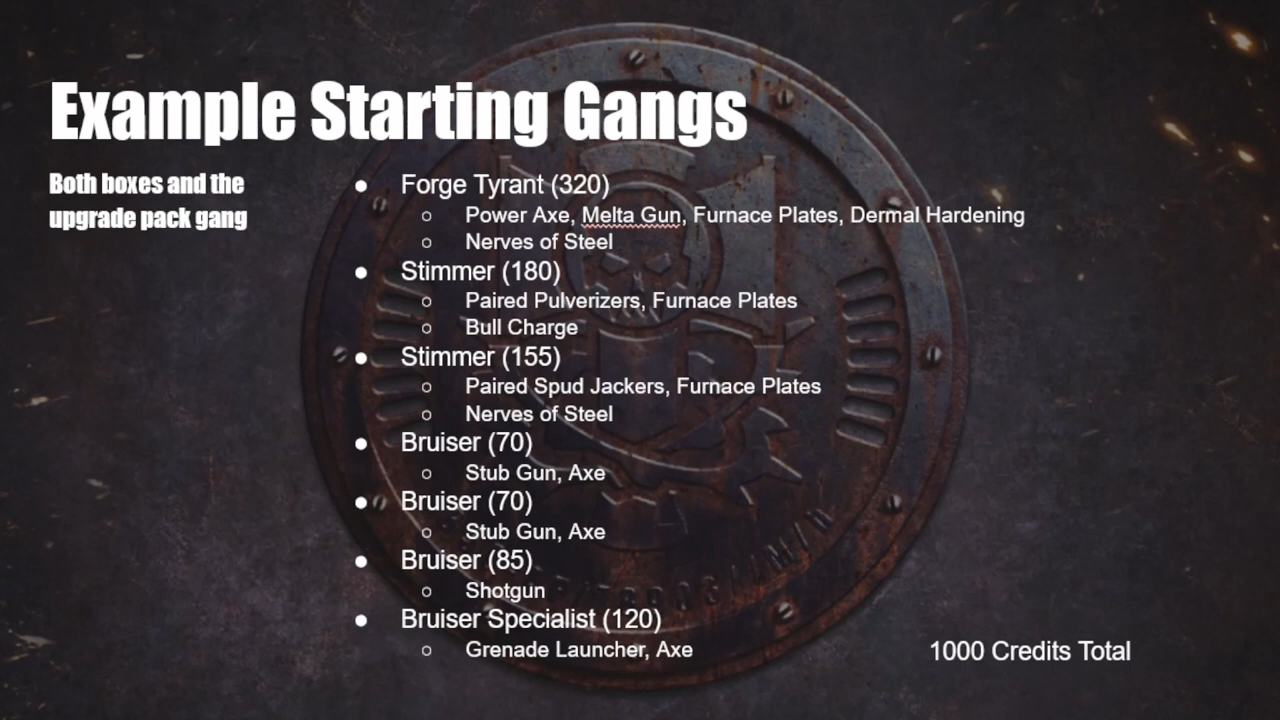 Example Starting Gangs
Both boxes and the
upgrade pack gang
● Forge Tyrant (320)
○ Power Axe, Melta Gun, Furnace Plates, Dermal Hardening
○ Nerves of Steel
● Stimmer (180)
○ Paired Pulverizers, Furnace Plates
○ Bull Charge
● Stimmer (155)
○ Paired Spud Jackers, Furnace Plates
○ Nerves of Steel
● Bruiser (70)
○ Stub Gun, Axe
● Bruiser (70)
○ Stub Gun, Axe
● Bruiser (85)
○ Shotgun
● Bruiser Specialist (120)
○ Grenade Launcher, Axe
1000 Credits Total